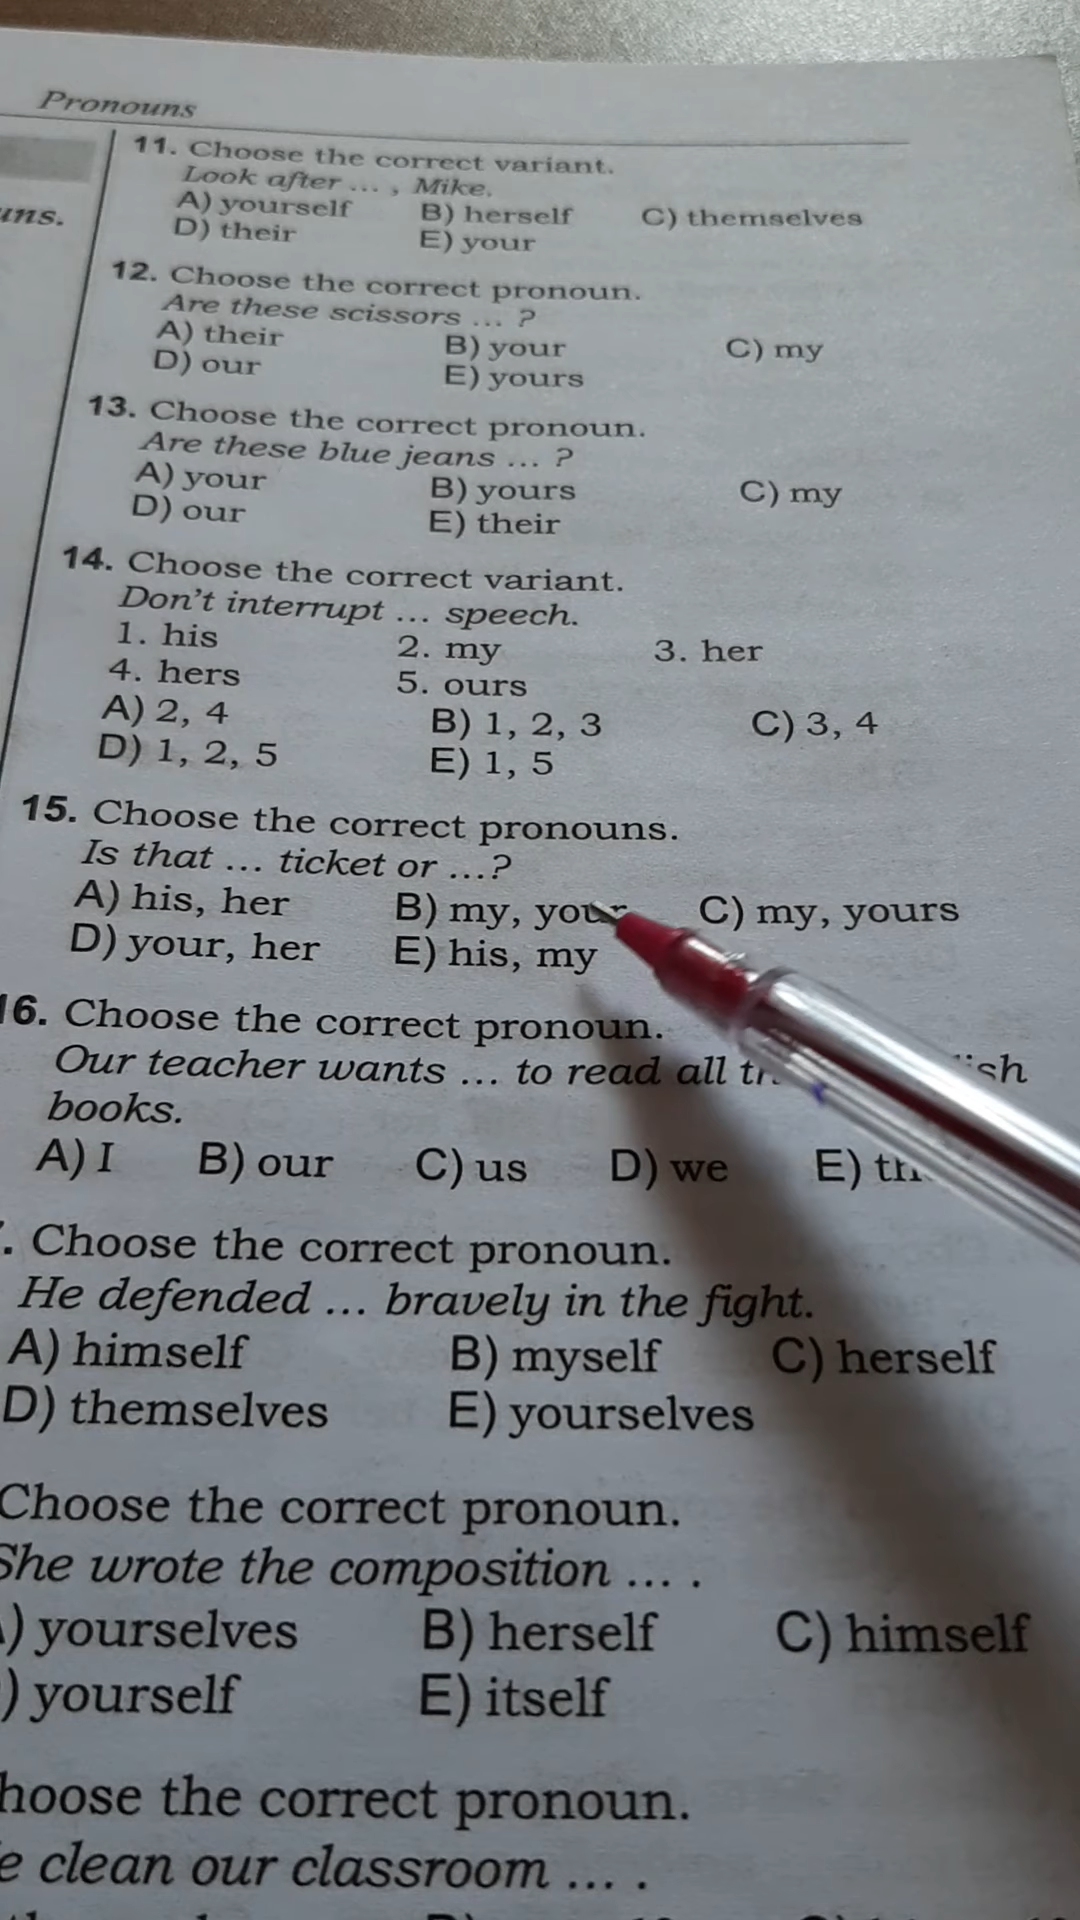 Pronouns
uns.
11. Choose the correct variant.
Look after ... , Mike.
A) yourself B) herself C) themselves
D) their E) your
12. Choose the correct pronoun.
Are these scissors ... ?
A) their B) your C) my
D) our E) yours
13. Choose the correct pronoun.
Are these blue jeans ... ?
A) your B) yours C) my
D) our E) their
14. Choose the correct variant.
Don't interrupt ... speech.
1. his 2. my 3. her
4. hers 5. ours
A) 2, 4 B) 1, 2, 3 C) 3, 4
D) 1, 2, 5 E) 1, 5
15. Choose the correct pronouns.
Is that ... ticket or ...?
A) his, her B) my, your C) my, yours
D) your, her E) his, my
16. Choose the correct pronoun.
Our teacher wants ... to read all
books.
A) I B) our C) us D) we E)
. Choose the correct pronoun.
He defended ... bravely in the fight.
A) himself B) myself C) herself
D) themselves E) yourselves
Choose the correct pronoun.
She wrote the composition ... .
) yourselves B) herself C) himself
) yourself E) itself
hoose the correct pronoun.
e clean our classroom ... .